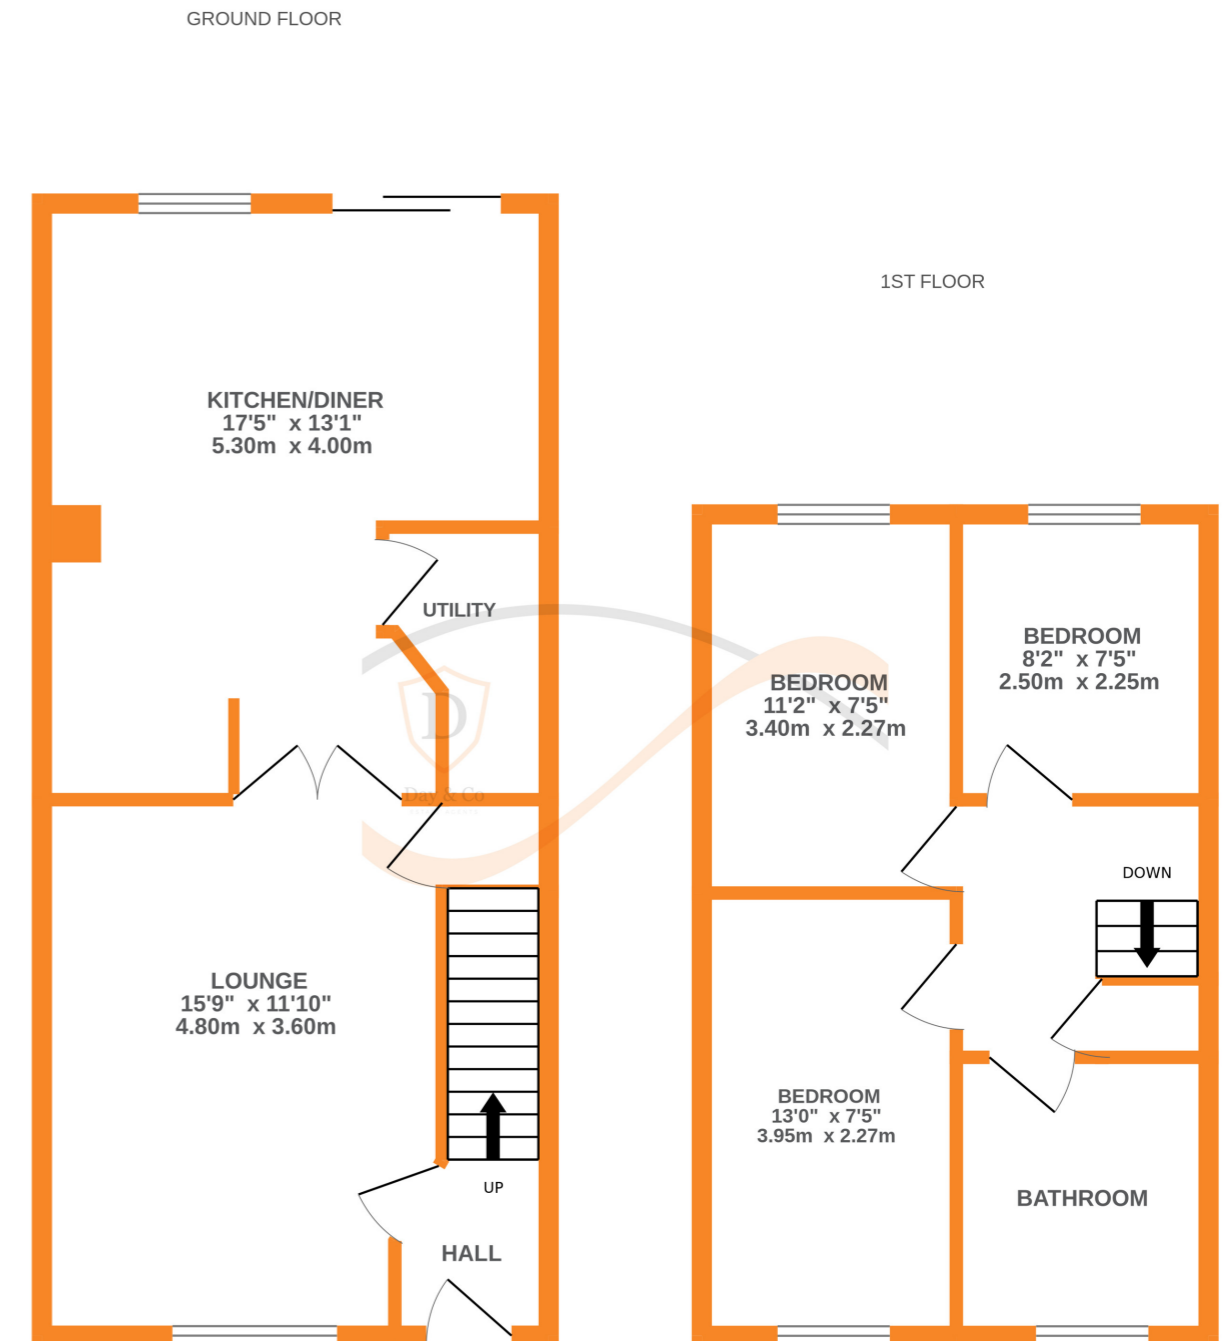 GROUND FLOOR
KITCHEN/DINER
17'5" x 13'1"
5.30m x 4.00m
UTILITY
D
Day & Co
LOUNGE
15'9" x 11'10"
4.80m x 3.60m
UP
HALL
1ST FLOOR
BEDROOM
8'2" x 7'5"
2.50m x 2.25m
BEDROOM
11'2" x 7'5"
3.40m x 2.27m
DOWN
BEDROOM
13'0" x 7'5"
3.95m x 2.27m
BATHROOM